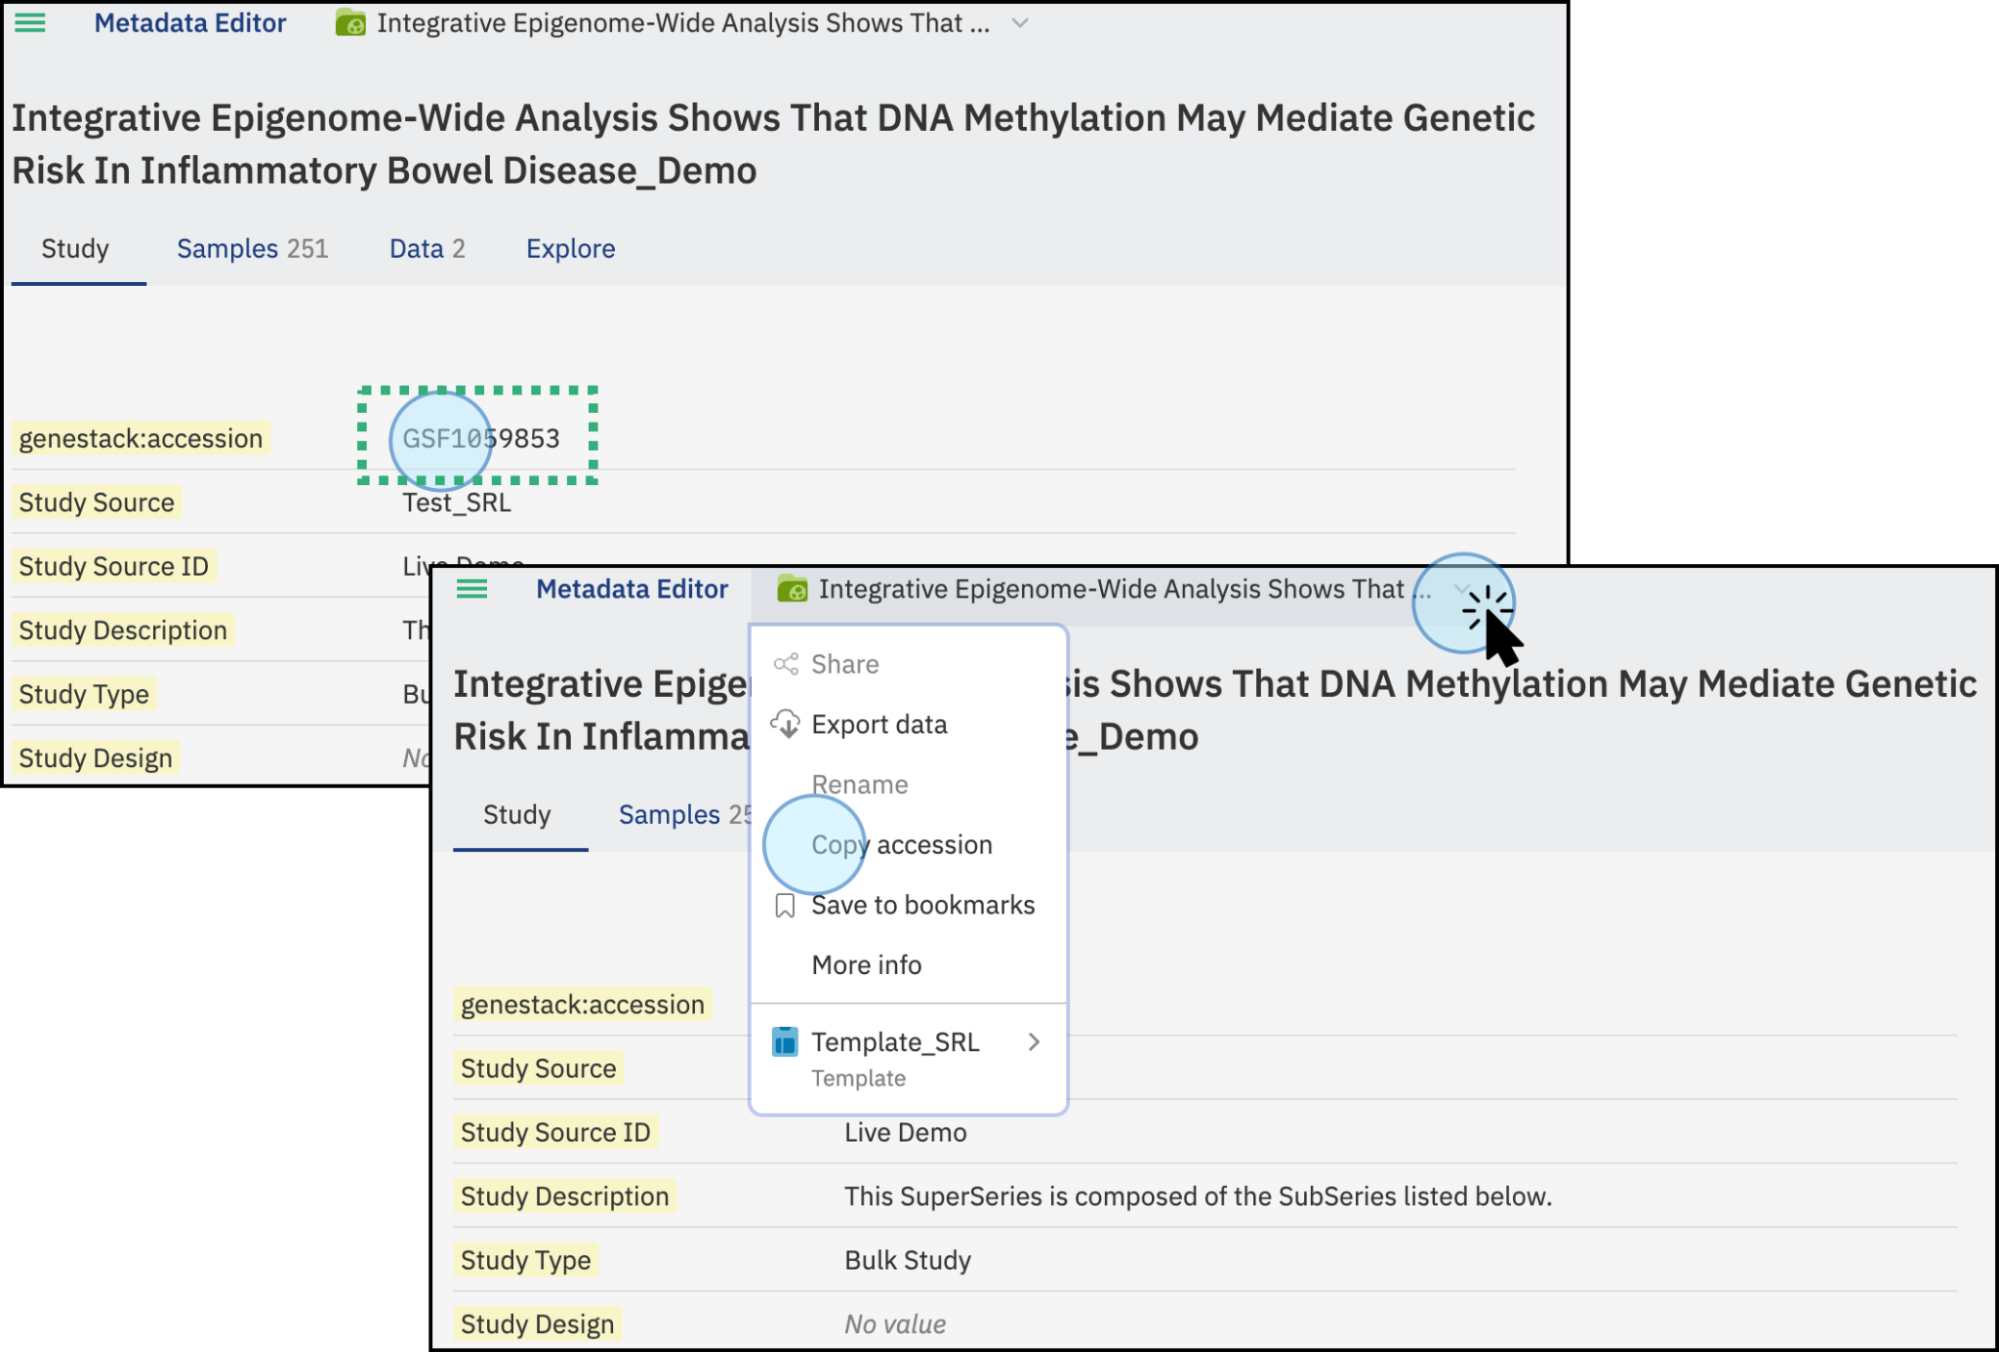 Metadata Editor Integrative Epigenome-Wide Analysis Shows That ...
Integrative Epigenome-Wide Analysis Shows That DNA Methylation May Mediate Genetic
Risk In Inflammatory Bowel Disease_Demo
Study Samples 251 Data 2 Explore
genestack:accession GSF1059853
Study Source Test_SRL
Study Source ID Live Demo
Study Description Th
Study Type Bu
Study Design No
Metadata Editor Integrative Epigenome-Wide Analysis Shows That ...
Integrative Epige is Shows That DNA Methylation May Mediate Genetic
Risk In Inflamma e_Demo
Study Samples 25
Share
Export data
Rename
Copy accession
Save to bookmarks
More info
Template_SRL
Template
genestack:accession
Study Source
Study Source ID Live Demo
Study Description This SuperSeries is composed of the SubSeries listed below.
Study Type Bulk Study
Study Design No value